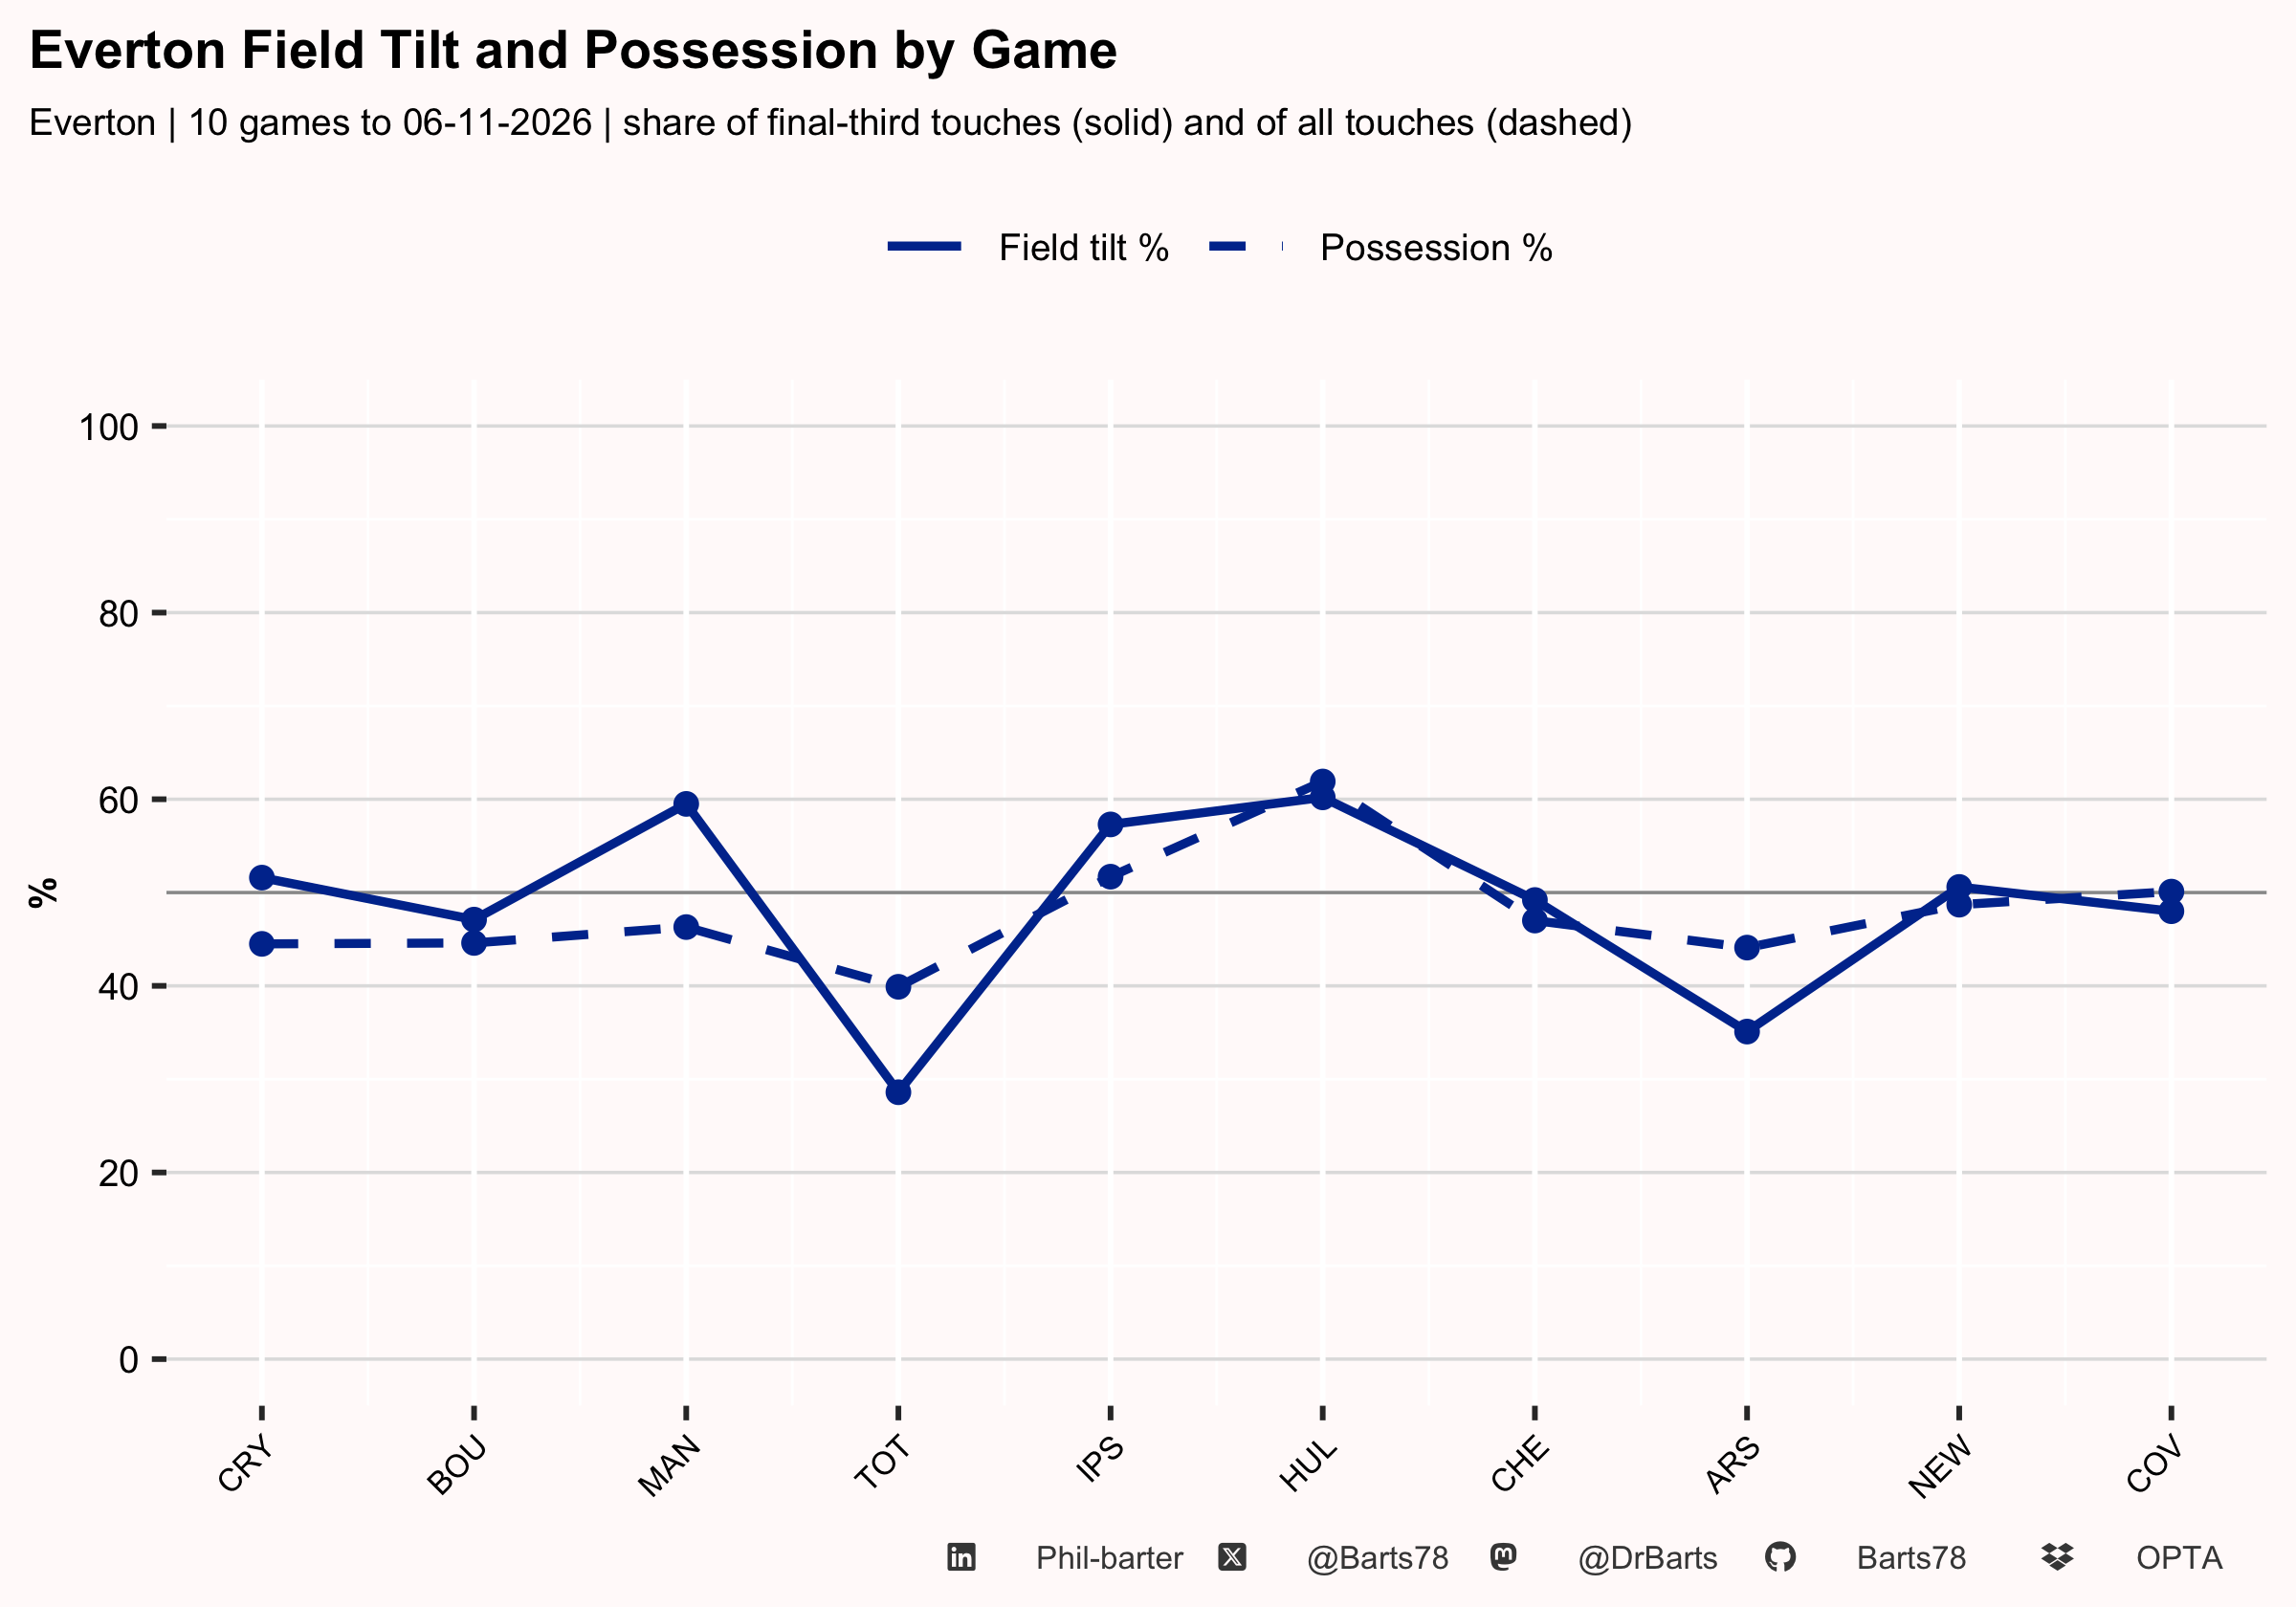 Everton Field Tilt and Possession by Game
Everton | 10 games to 06-11-2026 | share of final-third touches (solid) and of all touches (dashed)
Field tilt % Possession %
100
80
60
40
20
0
%
CRY BOU MAN TOT IPS HUL CHE ARS NEW COV
Phil-barter @Barts78 @DrBarts Barts78 OPTA